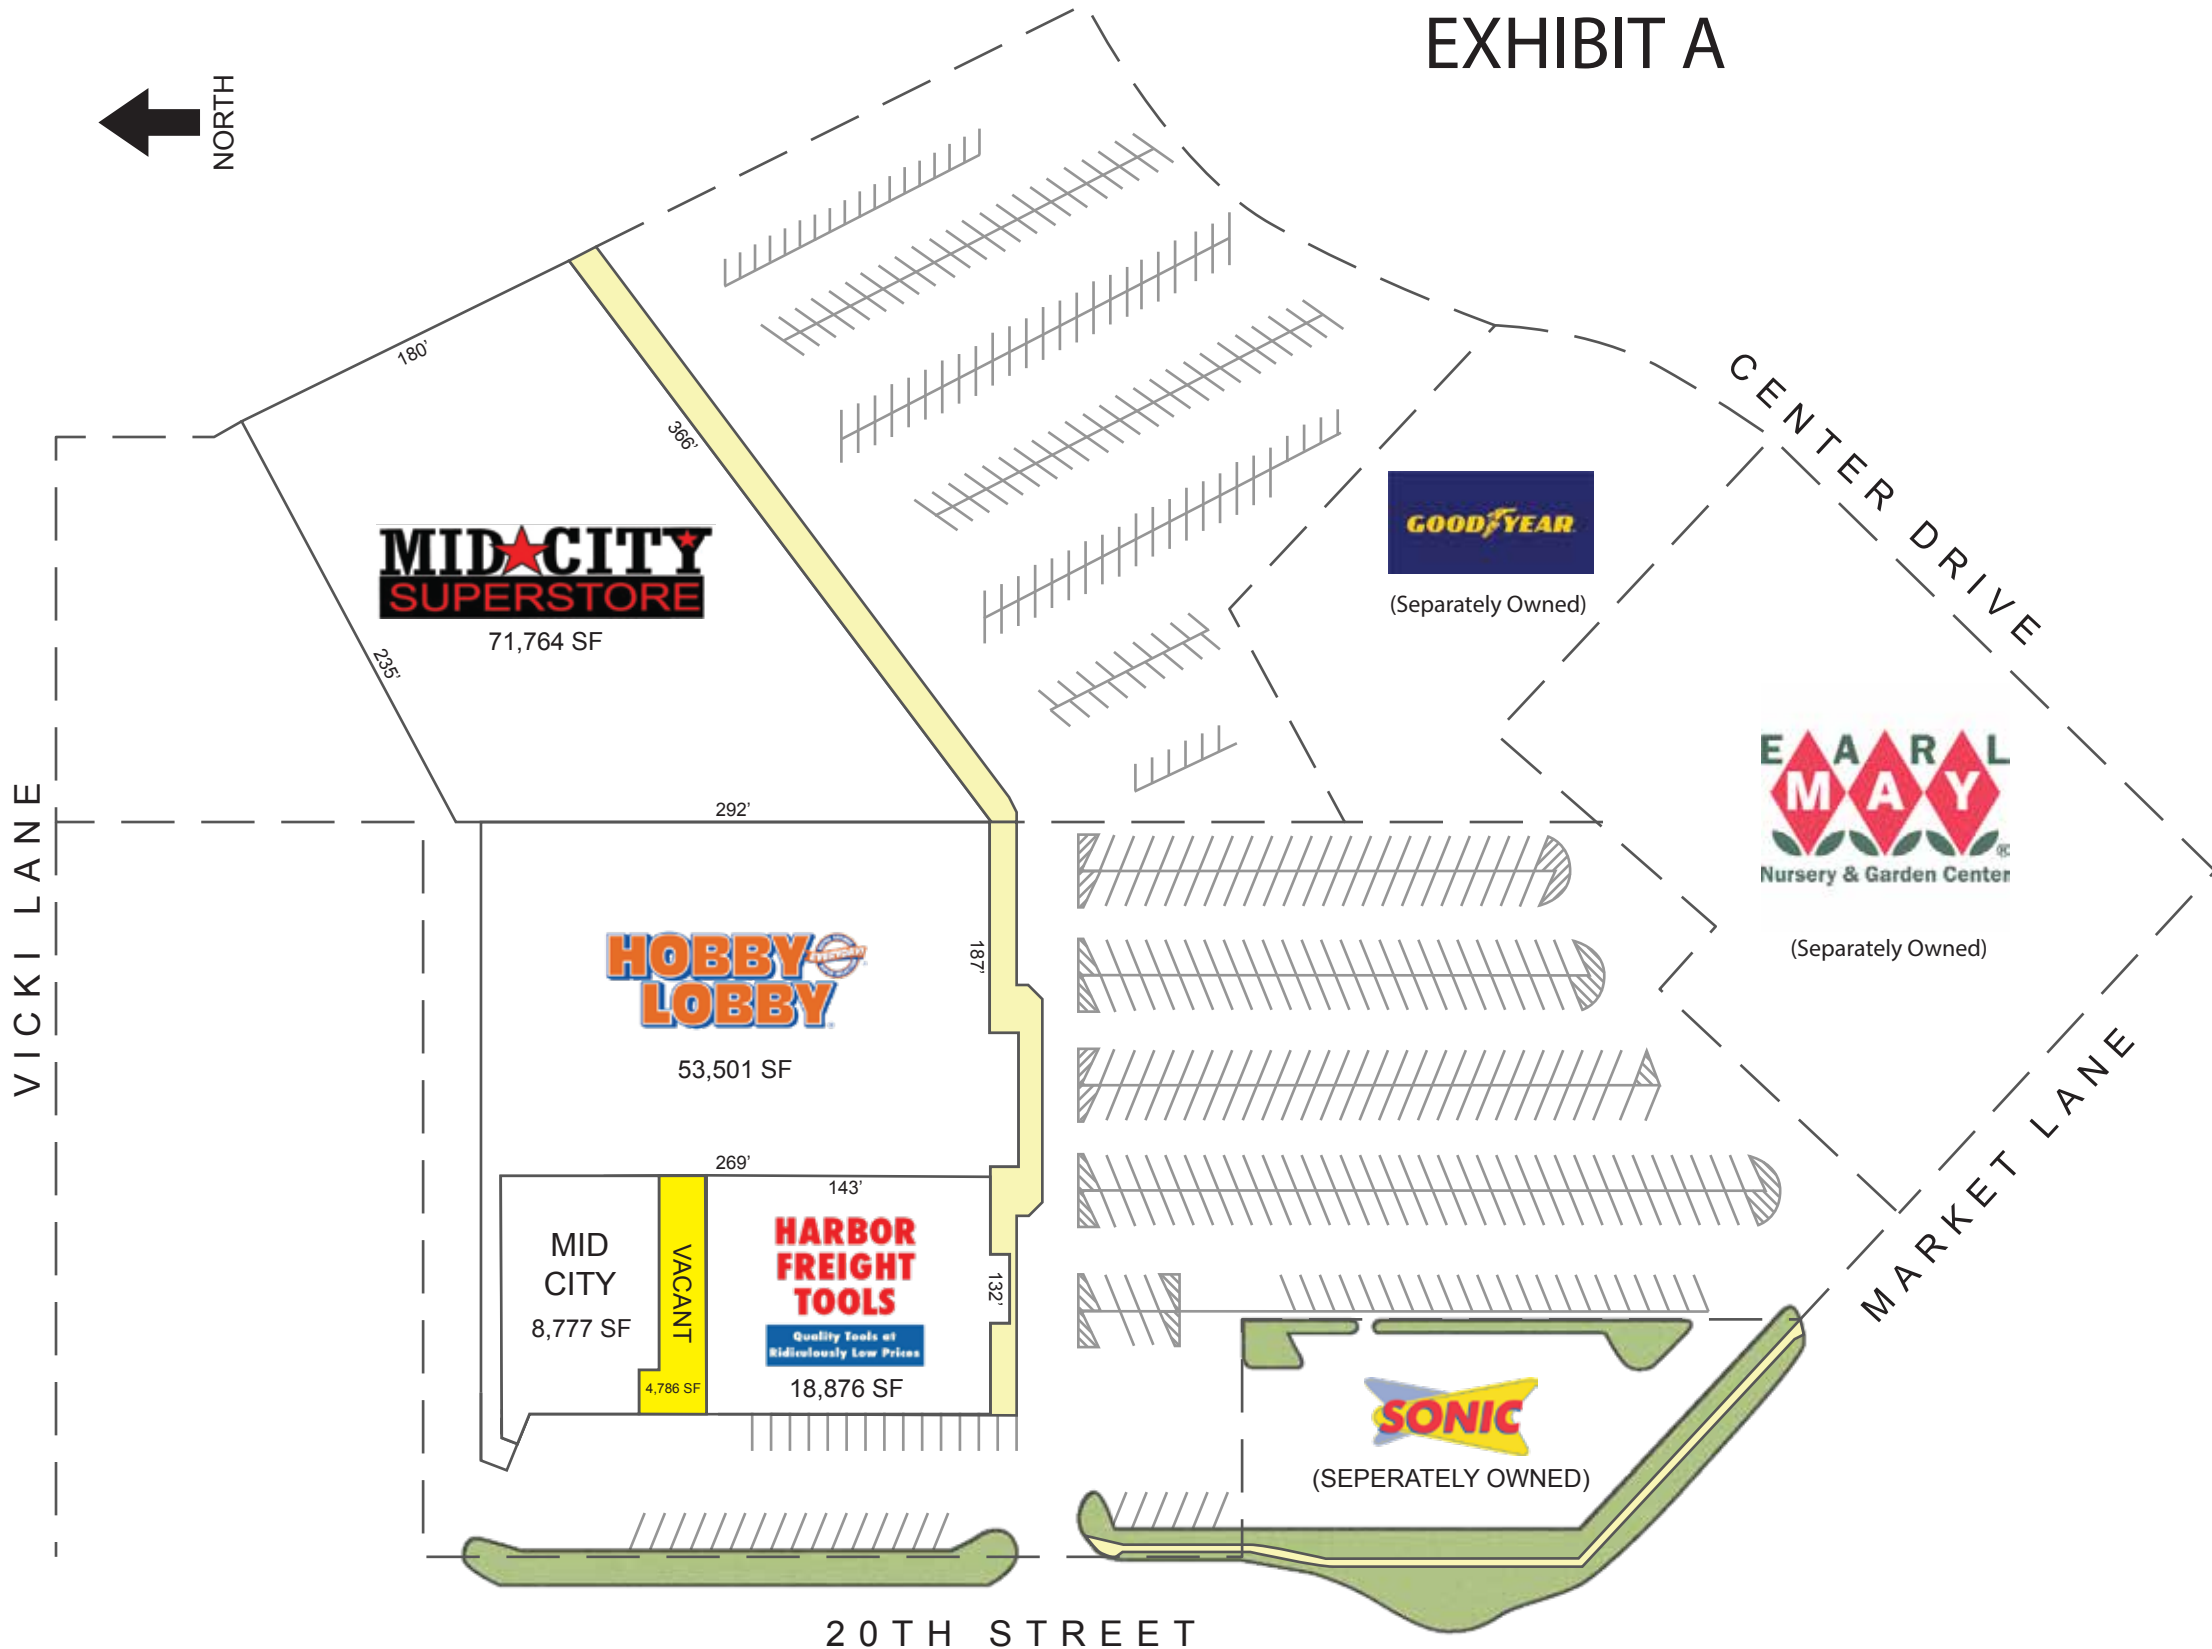 EXHIBIT A
NORTH
180’
366’
235’
MID CITY
SUPERSTORE
71,764 SF
292’
GOODYEAR
(Separately Owned)
CENTER DRIVE
EARL
MAY
®
Nursery & Garden Center
(Separately Owned)
VICKI LANE
HOBBY
LOBBY
53,501 SF
187’
269’
143’
MID
CITY
8,777 SF
VACANT
4,786 SF
HARBOR
FREIGHT
TOOLS
Quality Tools at
Ridiculously Low Prices
18,876 SF
132’
MARKET LANE
SONIC
(SEPERATELY OWNED)
20TH STREET